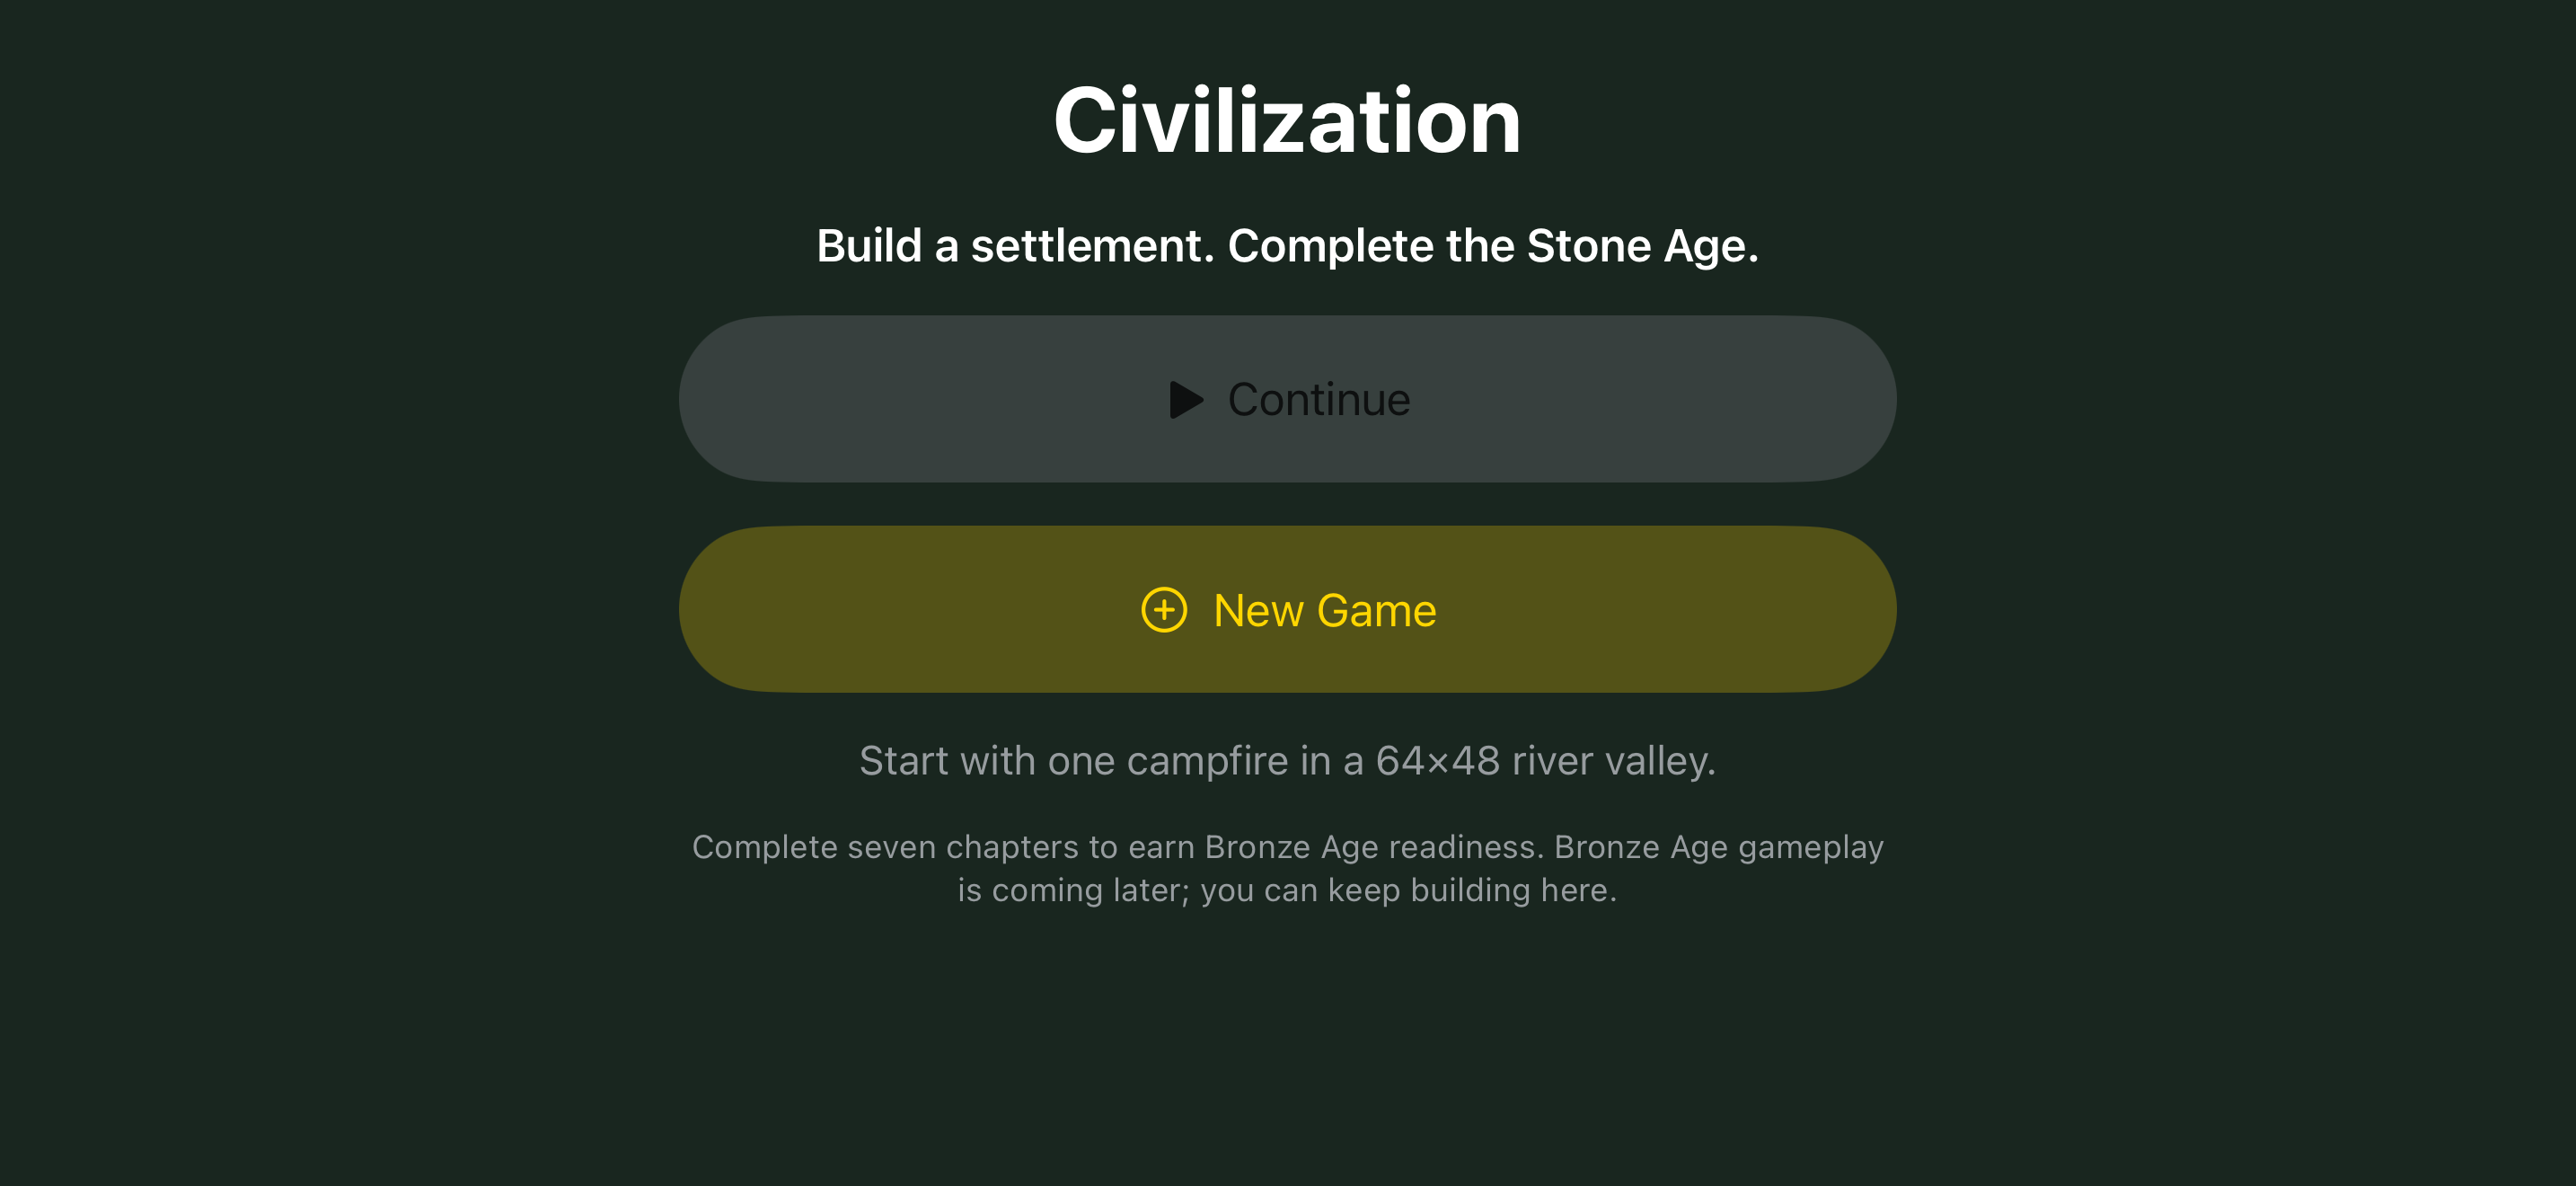 Civilization
Build a settlement. Complete the Stone Age.
Continue
New Game
Start with one campfire in a 64×48 river valley.
Complete seven chapters to earn Bronze Age readiness. Bronze Age gameplay
is coming later; you can keep building here.